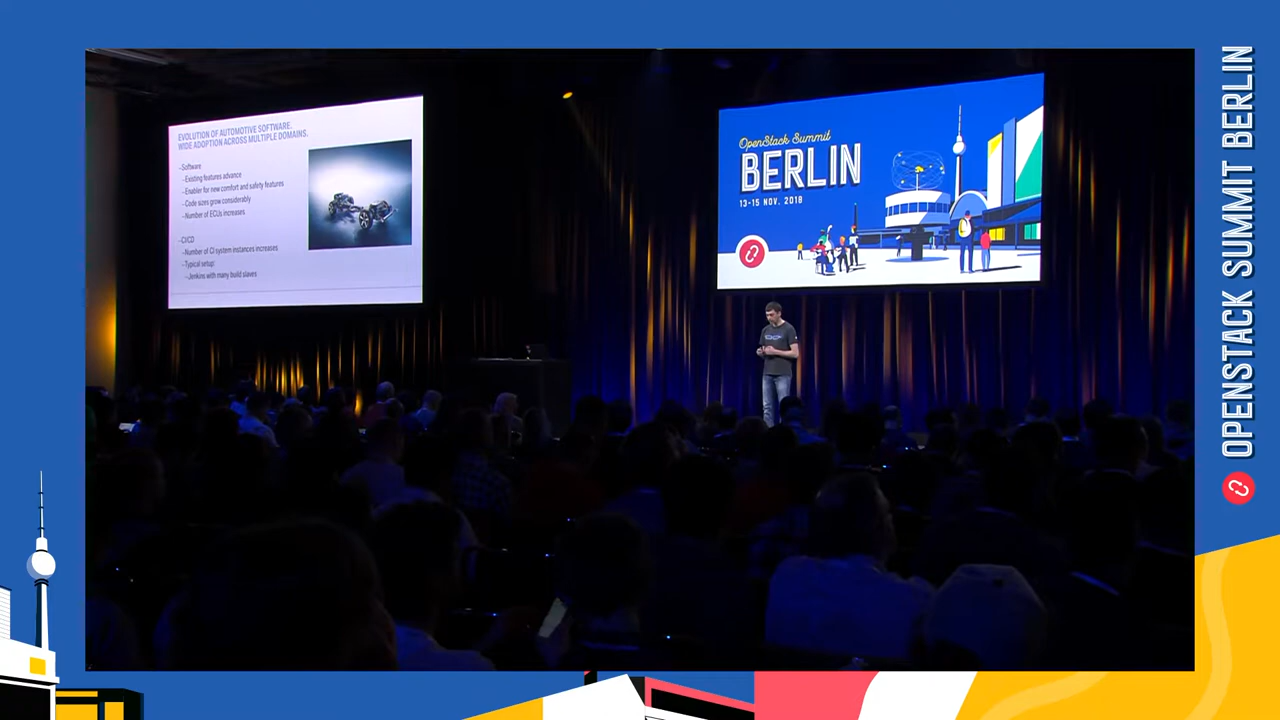 EVOLUTION OF AUTOMOTIVE SOFTWARE.
WIDE ADOPTION ACROSS MULTIPLE DOMAINS.
–Software
–Existing features advance
–Enabler for new comfort and safety features
–Code sizes grow considerably
–Number of ECUs increases
–CI/CD
–Number of CI system instances increases
–Typical setup:
–Jenkins with many build slaves
OpenStack Summit
BERLIN
13-15 NOV, 2018
OPENSTACK SUMMIT BERLIN